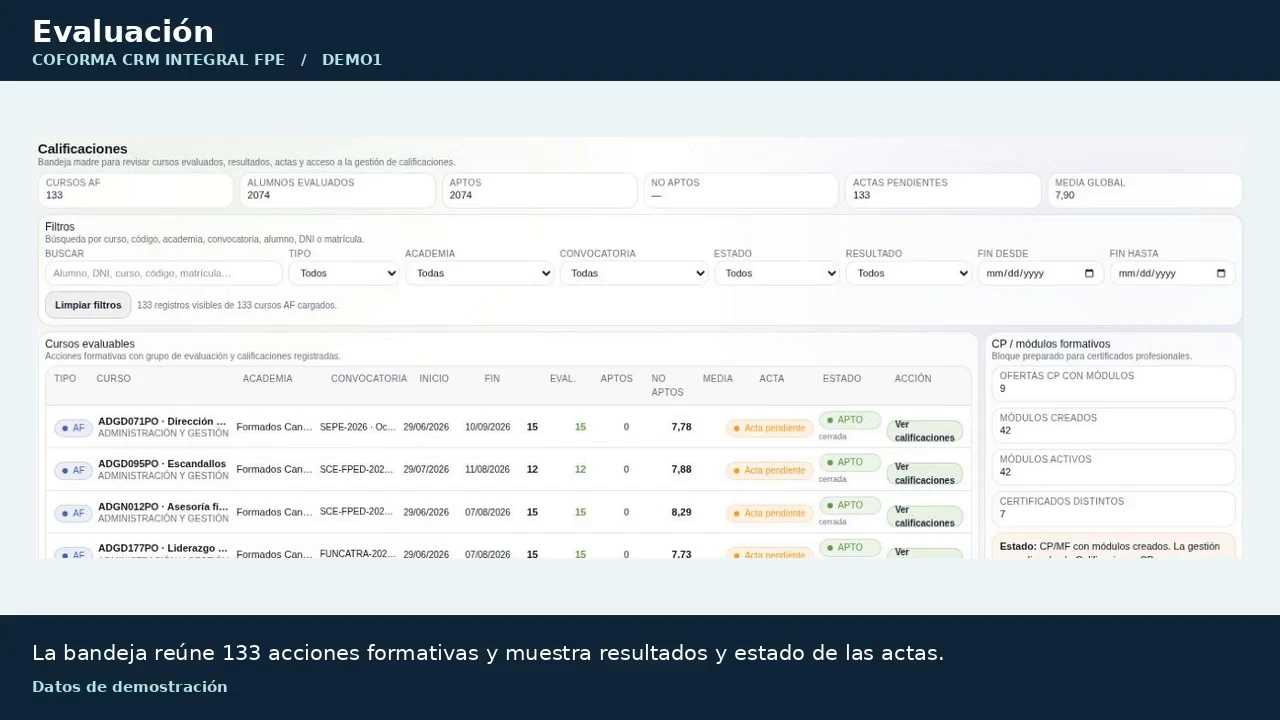 Evaluación
COFORMA CRM INTEGRAL FPE / DEMO1
Calificaciones
Bandeja madre para revisar cursos evaluados, resultados, actas y acceso a la gestión de calificaciones.
CURSOS AF ALUMNOS EVALUADOS APTOS NO APTOS ACTAS PENDIENTES MEDIA GLOBAL
133 2074 2074 — 133 7,90
Filtros
Búsqueda por curso, código, academia, convocatoria, alumno, DNI o matrícula.
BUSCAR TIPO ACADEMIA CONVOCATORIA ESTADO RESULTADO FIN DESDE FIN HASTA
Alumno, DNI, curso, código, matrícula... Todos Todas Todas Todos Todos mm/dd/yyyy mm/dd/yyyy
Limpiar filtros 133 registros visibles de 133 cursos AF cargados.
Cursos evaluables
Acciones formativas con grupo de evaluación y calificaciones registradas.
TIPO CURSO ACADEMIA CONVOCATORIA INICIO FIN EVAL. APTOS NO APTOS MEDIA ACTA ESTADO ACCIÓN
AF ADGD071PO · Dirección ... Formados Can... SEPE-2026 · Oc... 29/06/2026 10/09/2026 15 15 0 7,78 Acta pendiente APTO Ver calificaciones
ADMINISTRACIÓN Y GESTIÓN cerrada
AF ADGD095PO · Escandallos Formados Can... SCE-FPED-202... 29/07/2026 11/08/2026 12 12 0 7,88 Acta pendiente APTO Ver calificaciones
ADMINISTRACIÓN Y GESTIÓN cerrada
AF ADGN012PO · Asesoría fi... Formados Can... SCE-FPED-202... 29/06/2026 07/08/2026 15 15 0 8,29 Acta pendiente APTO Ver calificaciones
ADMINISTRACIÓN Y GESTIÓN cerrada
AF ADGD177PO · Liderazgo ... Formados Can... FUNCATRA-202... 29/06/2026 07/08/2026 15 15 0 7,73 Acta pendiente APTO Ver
CP / módulos formativos
Bloque preparado para certificados profesionales.
OFERTAS CP CON MÓDULOS
9
MÓDULOS CREADOS
42
MÓDULOS ACTIVOS
42
CERTIFICADOS DISTINTOS
7
Estado: CP/MF con módulos creados. La gestión
La bandeja reúne 133 acciones formativas y muestra resultados y estado de las actas.
Datos de demostración